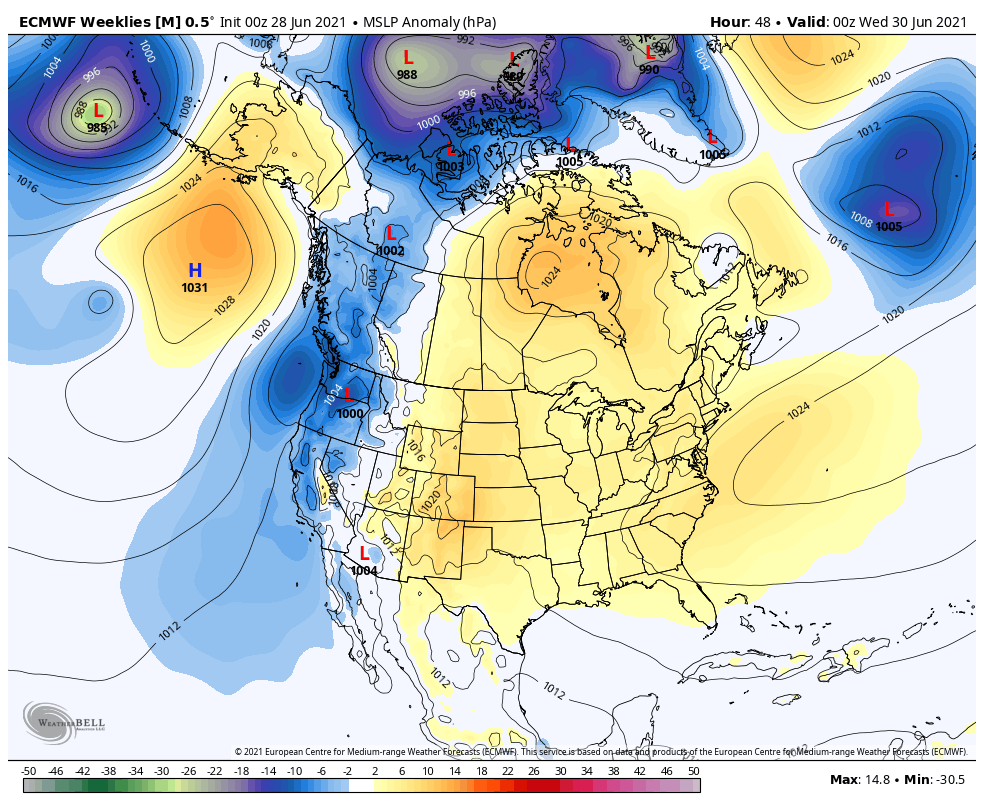 ECMWF Weeklies [M] 0.5° Init 00z 28 Jun 2021 • MSLP Anomaly (hPa)
Hour: 48 • Valid: 00z Wed 30 Jun 2021
1008
992
996
1024
1000
1004
996
L
988
L
L
990
1004
1020
996
1000
988
L
985
1008
1000
1012
L
1003
L
1005
L
1005
1016
1024
1020
L
1005
1008
1016
L
1002
1004
1024
1012
H
1031
1028
1020
1020
1004
L
1000
1024
1016
1020
1012
L
1004
1012
1012
1012
1012
WEATHERBELL
© 2021 European Centre for Medium-range Weather Forecasts (ECMWF). This service is based on data and products of the European Centre for Medium-range Weather Forecasts (ECMWF).
-50 -46 -42 -38 -34 -30 -26 -22 -18 -14 -10 -6 -2 2 6 10 14 18 22 26 30 34 38 42 46 50
Max: 14.8 • Min: -30.5